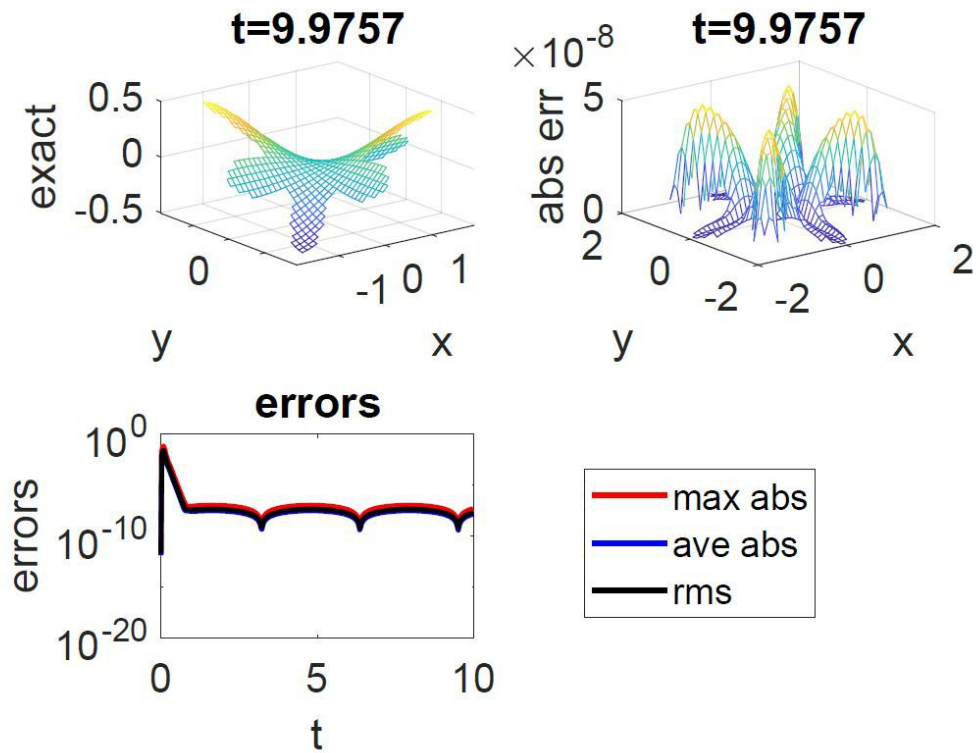 t=9.9757
exact
0.5
0
-0.5
0
-1 0 1
y
x
×10^-8
t=9.9757
abs err
5
0
2
0
-2
-2
0
2
y
x
errors
errors
10^0
10^-10
10^-20
0
5
10
t
max abs
ave abs
rms